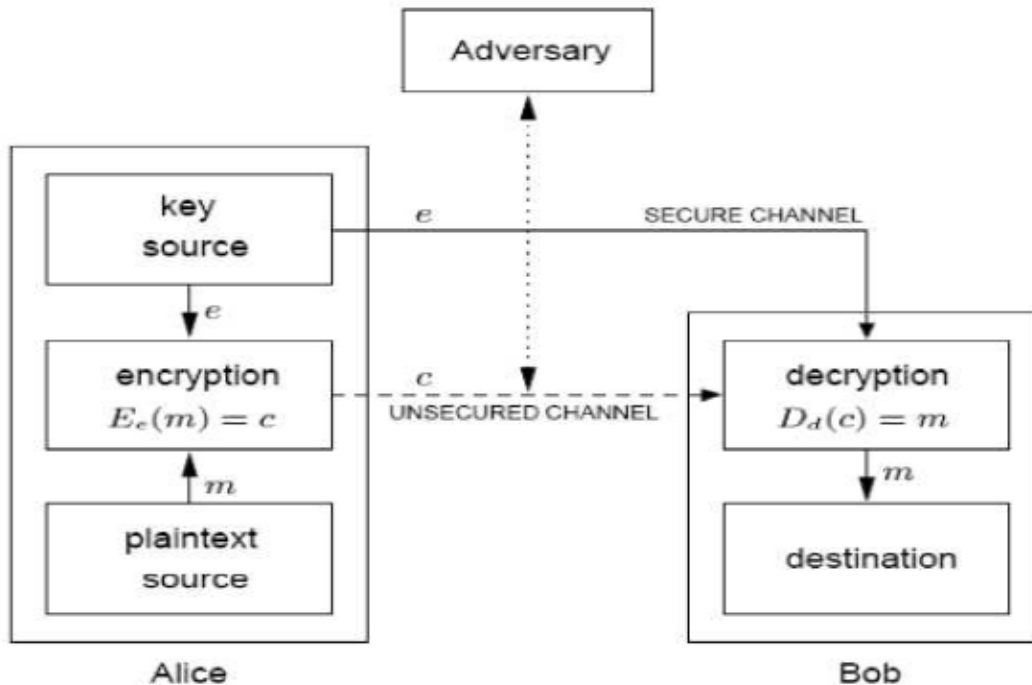 Adversary
key
source
e
SECURE CHANNEL
e
encryption
E_e(m) = c
c
UNSECURED CHANNEL
decryption
D_d(c) = m
m
m
plaintext
source
destination
Alice
Bob